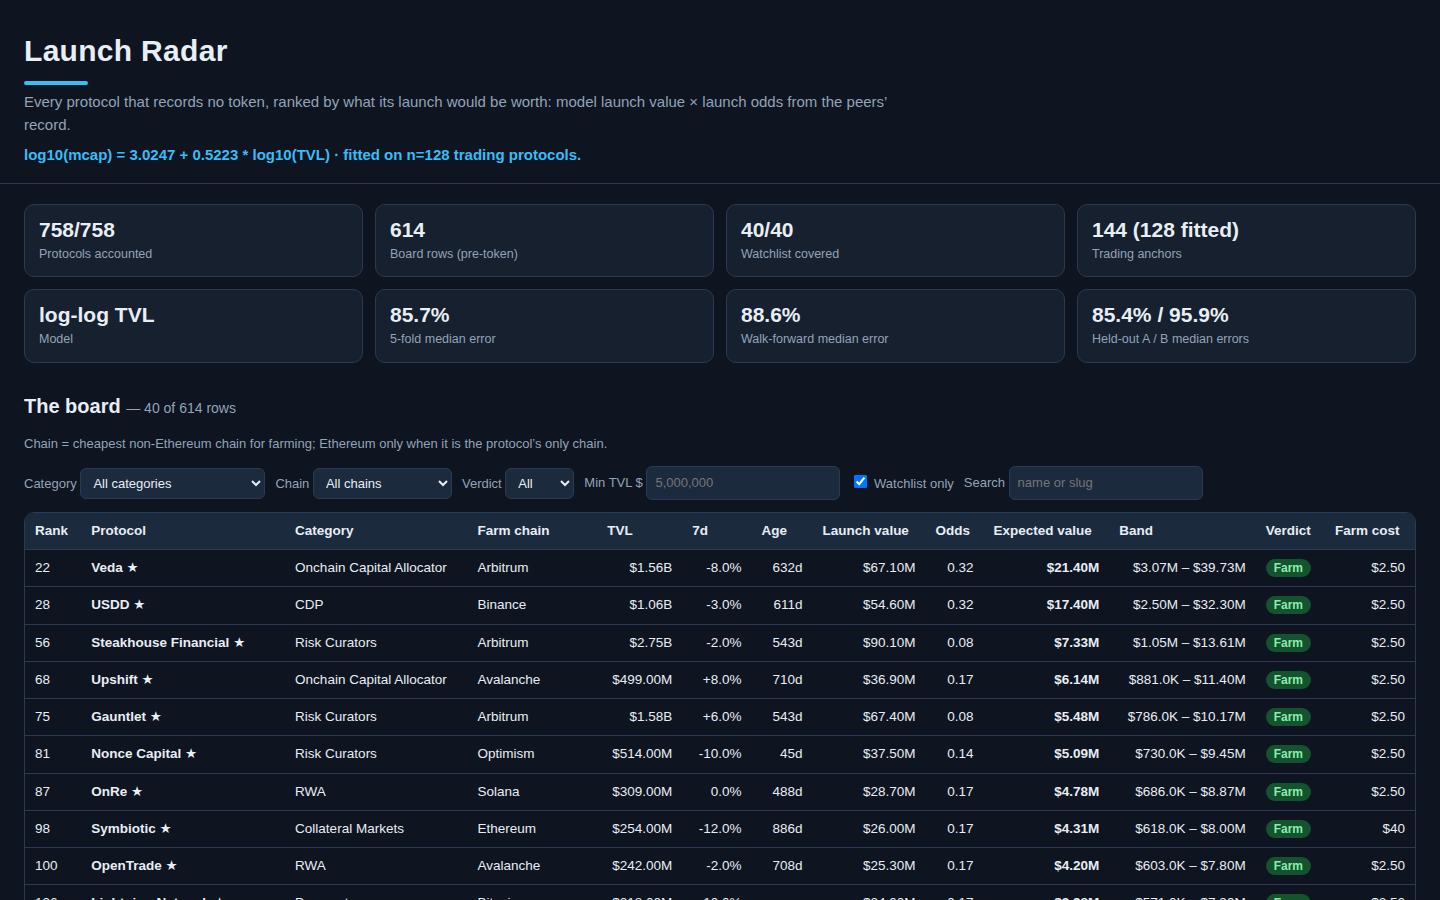 Launch Radar
Every protocol that records no token, ranked by what its launch would be worth: model launch value × launch odds from the peers’
record.
log10(mcap) = 3.0247 + 0.5223 * log10(TVL) · fitted on n=128 trading protocols.
758/758 614 40/40 144 (128 fitted)
Protocols accounted Board rows (pre-token) Watchlist covered Trading anchors
log-log TVL 85.7% 88.6% 85.4% / 95.9%
Model 5-fold median error Walk-forward median error Held-out A / B median errors
The board — 40 of 614 rows
Chain = cheapest non-Ethereum chain for farming; Ethereum only when it is the protocol’s only chain.
Category All categories Chain All chains Verdict All Min TVL $ 5,000,000 Watchlist only Search name or slug
Rank Protocol Category Farm chain TVL 7d Age Launch value Odds Expected value Band Verdict Farm cost
22 Veda ★ Onchain Capital Allocator Arbitrum $1.56B -8.0% 632d $67.10M 0.32 $21.40M $3.07M – $39.73M Farm $2.50
28 USDD ★ CDP Binance $1.06B -3.0% 611d $54.60M 0.32 $17.40M $2.50M – $32.30M Farm $2.50
56 Steakhouse Financial ★ Risk Curators Arbitrum $2.75B -2.0% 543d $90.10M 0.08 $7.33M $1.05M – $13.61M Farm $2.50
68 Upshift ★ Onchain Capital Allocator Avalanche $499.00M +8.0% 710d $36.90M 0.17 $6.14M $881.0K – $11.40M Farm $2.50
75 Gauntlet ★ Risk Curators Arbitrum $1.58B +6.0% 543d $67.40M 0.08 $5.48M $786.0K – $10.17M Farm $2.50
81 Nonce Capital ★ Risk Curators Optimism $514.00M -10.0% 45d $37.50M 0.14 $5.09M $730.0K – $9.45M Farm $2.50
87 OnRe ★ RWA Solana $309.00M 0.0% 488d $28.70M 0.17 $4.78M $686.0K – $8.87M Farm $2.50
98 Symbiotic ★ Collateral Markets Ethereum $254.00M -12.0% 886d $26.00M 0.17 $4.31M $618.0K – $8.00M Farm $40
100 OpenTrade ★ RWA Avalanche $242.00M -2.0% 708d $25.30M 0.17 $4.20M $603.0K – $7.80M Farm $2.50